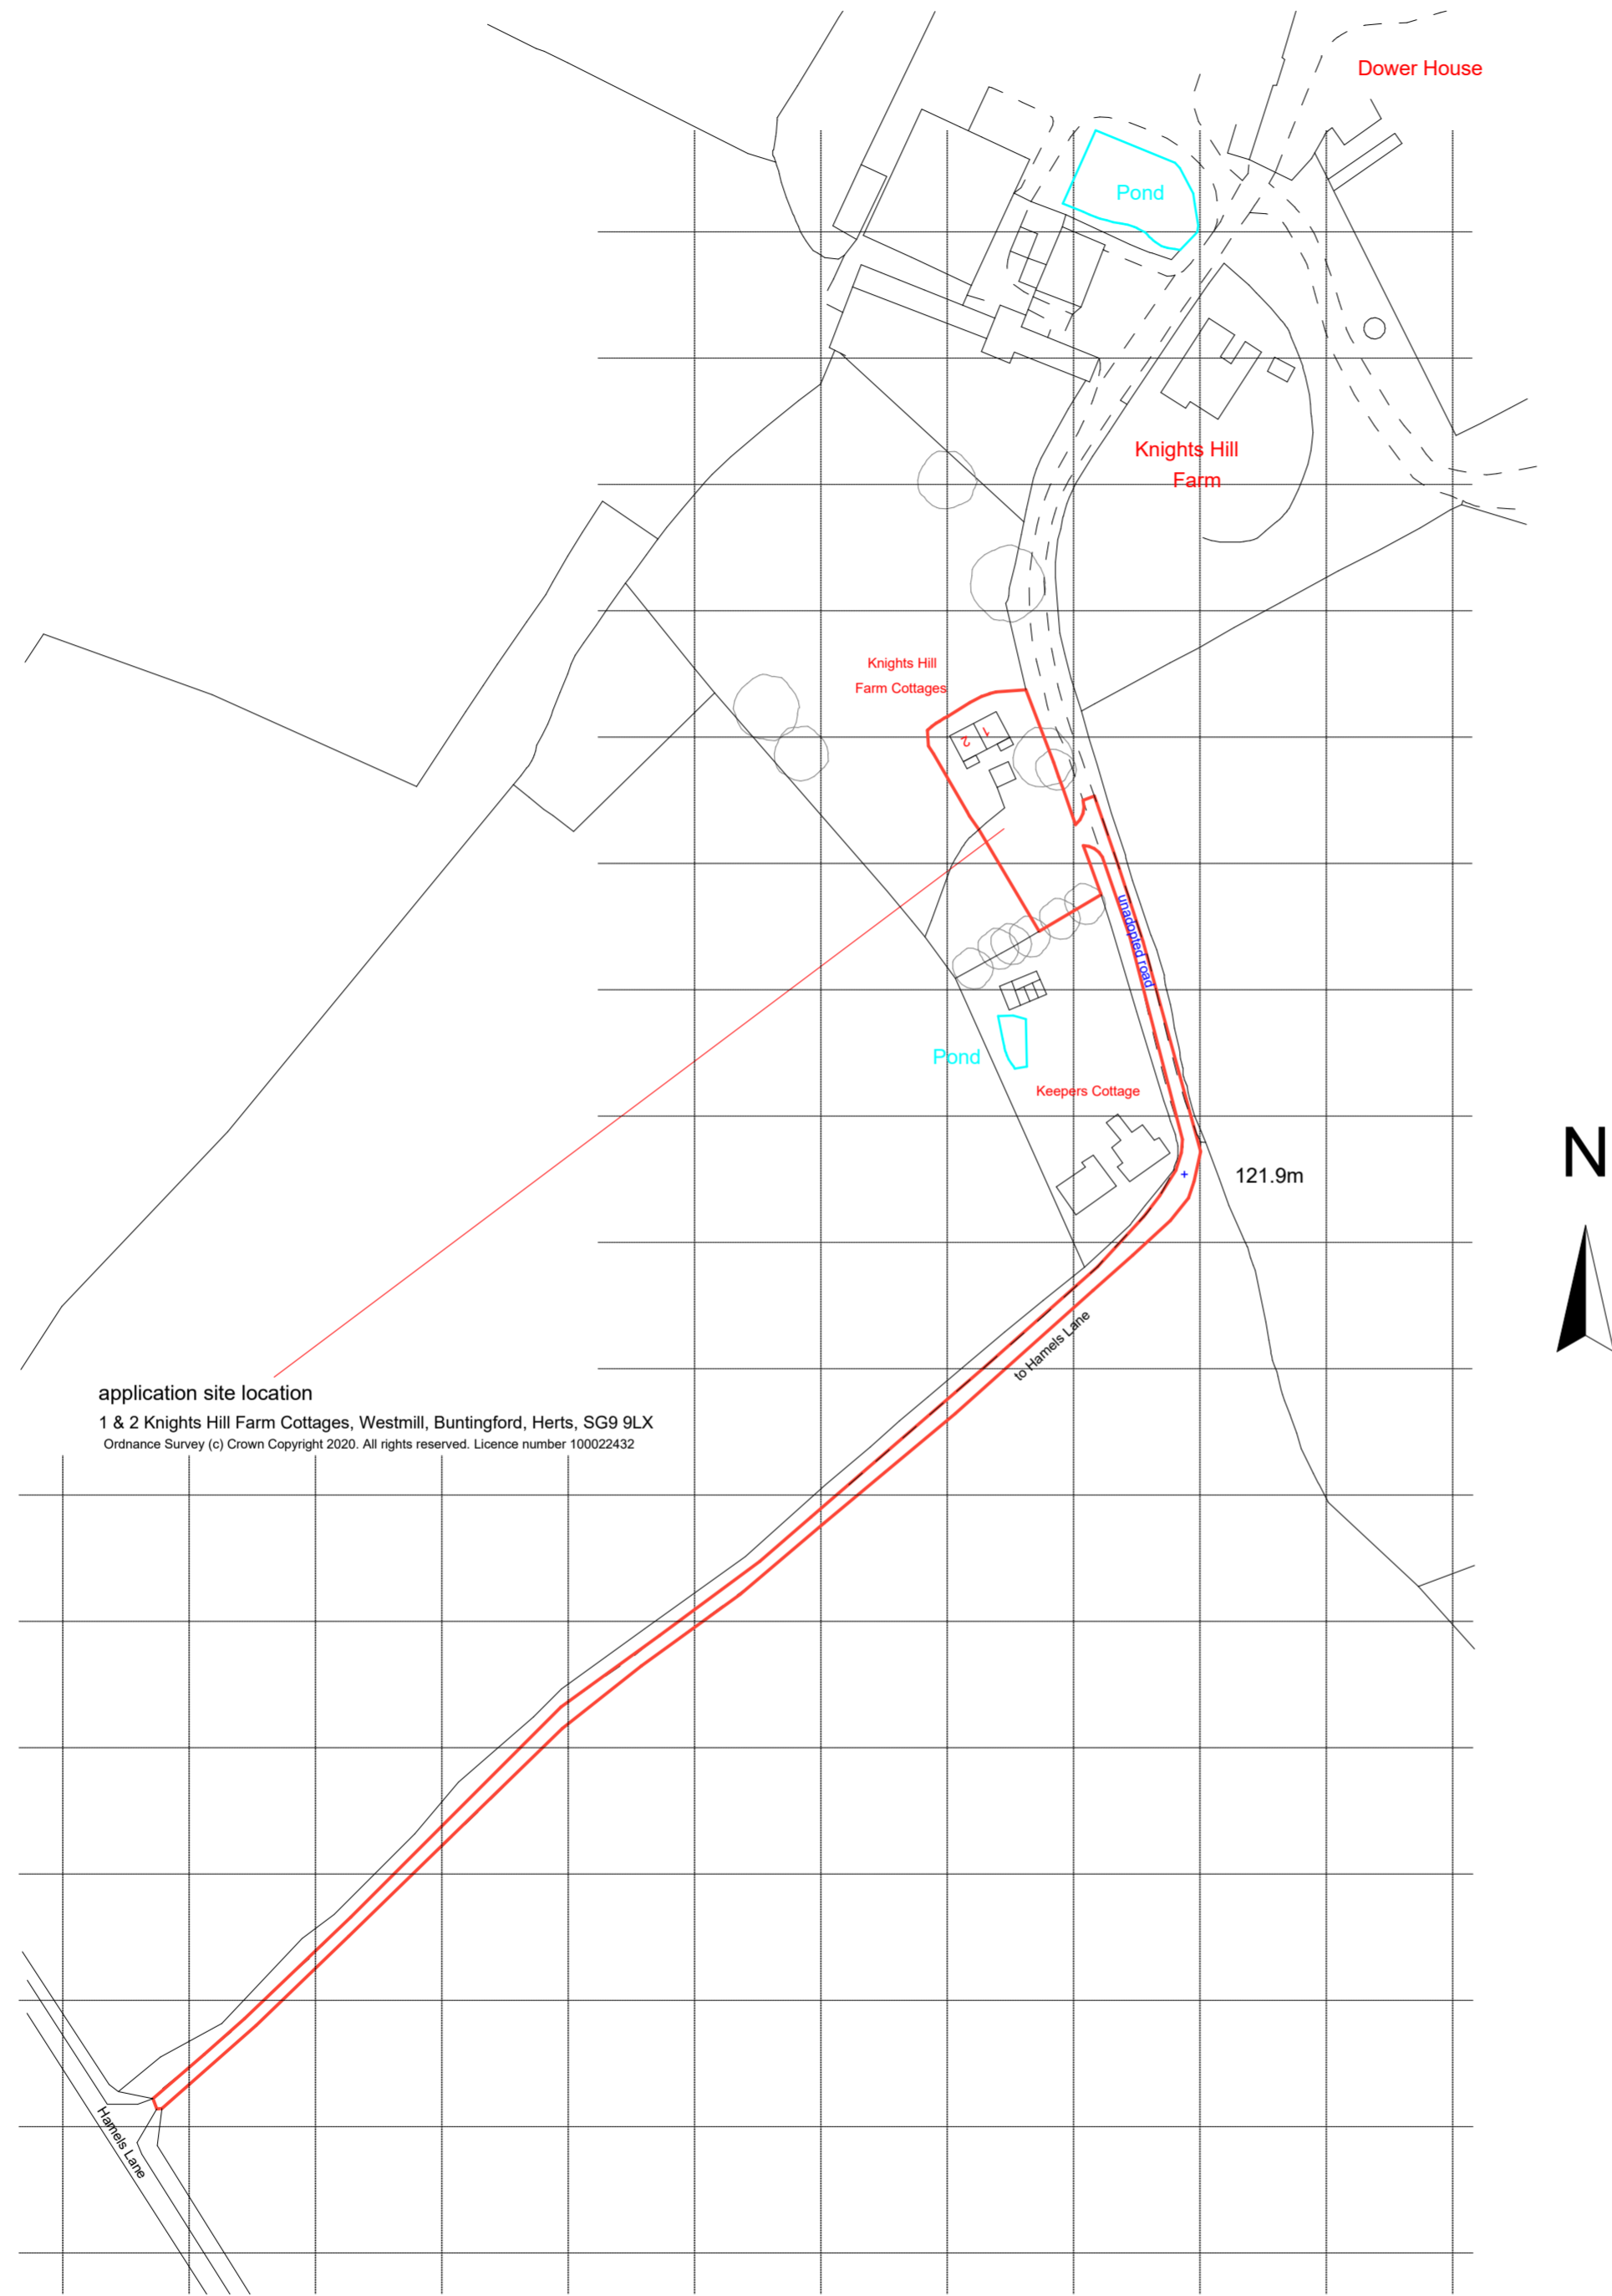 Dower House
Pond
Knights Hill
Farm
Knights Hill
Farm Cottages
2
1
unadopted road
Pond
Keepers Cottage
N
121.9m
to Hamels Lane
application site location
1 & 2 Knights Hill Farm Cottages, Westmill, Buntingford, Herts, SG9 9LX
Ordnance Survey (c) Crown Copyright 2020. All rights reserved. Licence number 100022432
Hamels Lane